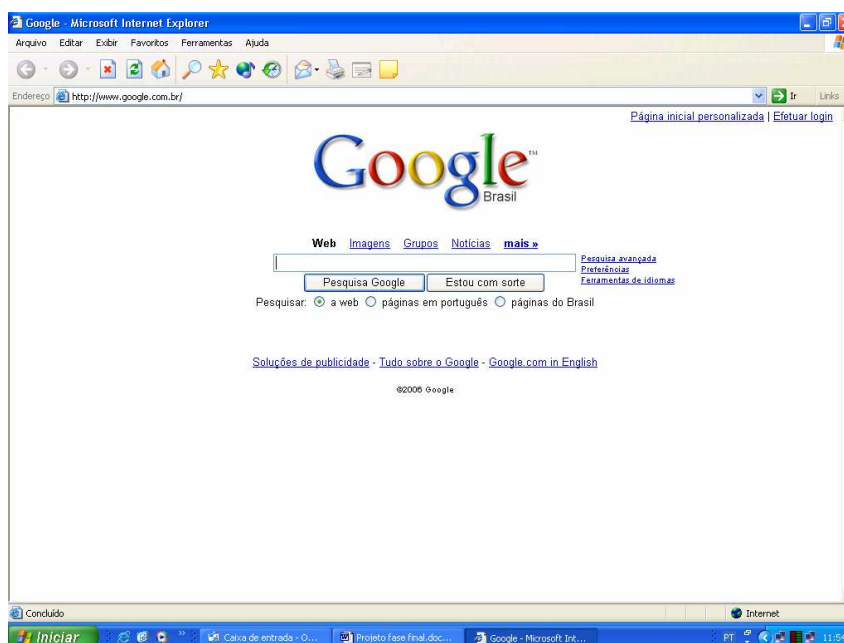 Google - Microsoft Internet Explorer
Arquivo Editar Exibir Favoritos Ferramentas Ajuda
Endereço http://www.google.com.br/ Ir Links
Página inicial personalizada | Efetuar login
Google™
Brasil
Web Imagens Grupos Notícias mais »
Pesquisa avançada
Preferências
Ferramentas de idiomas
Pesquisa Google Estou com sorte
Pesquisar: a web páginas em português páginas do Brasil
Soluções de publicidade - Tudo sobre o Google - Google.com in English
©2006 Google
Concluído Internet
Iniciar » Caixa de entrada - O... Projeto fase final.doc... Google - Microsoft Int... PT 11:54